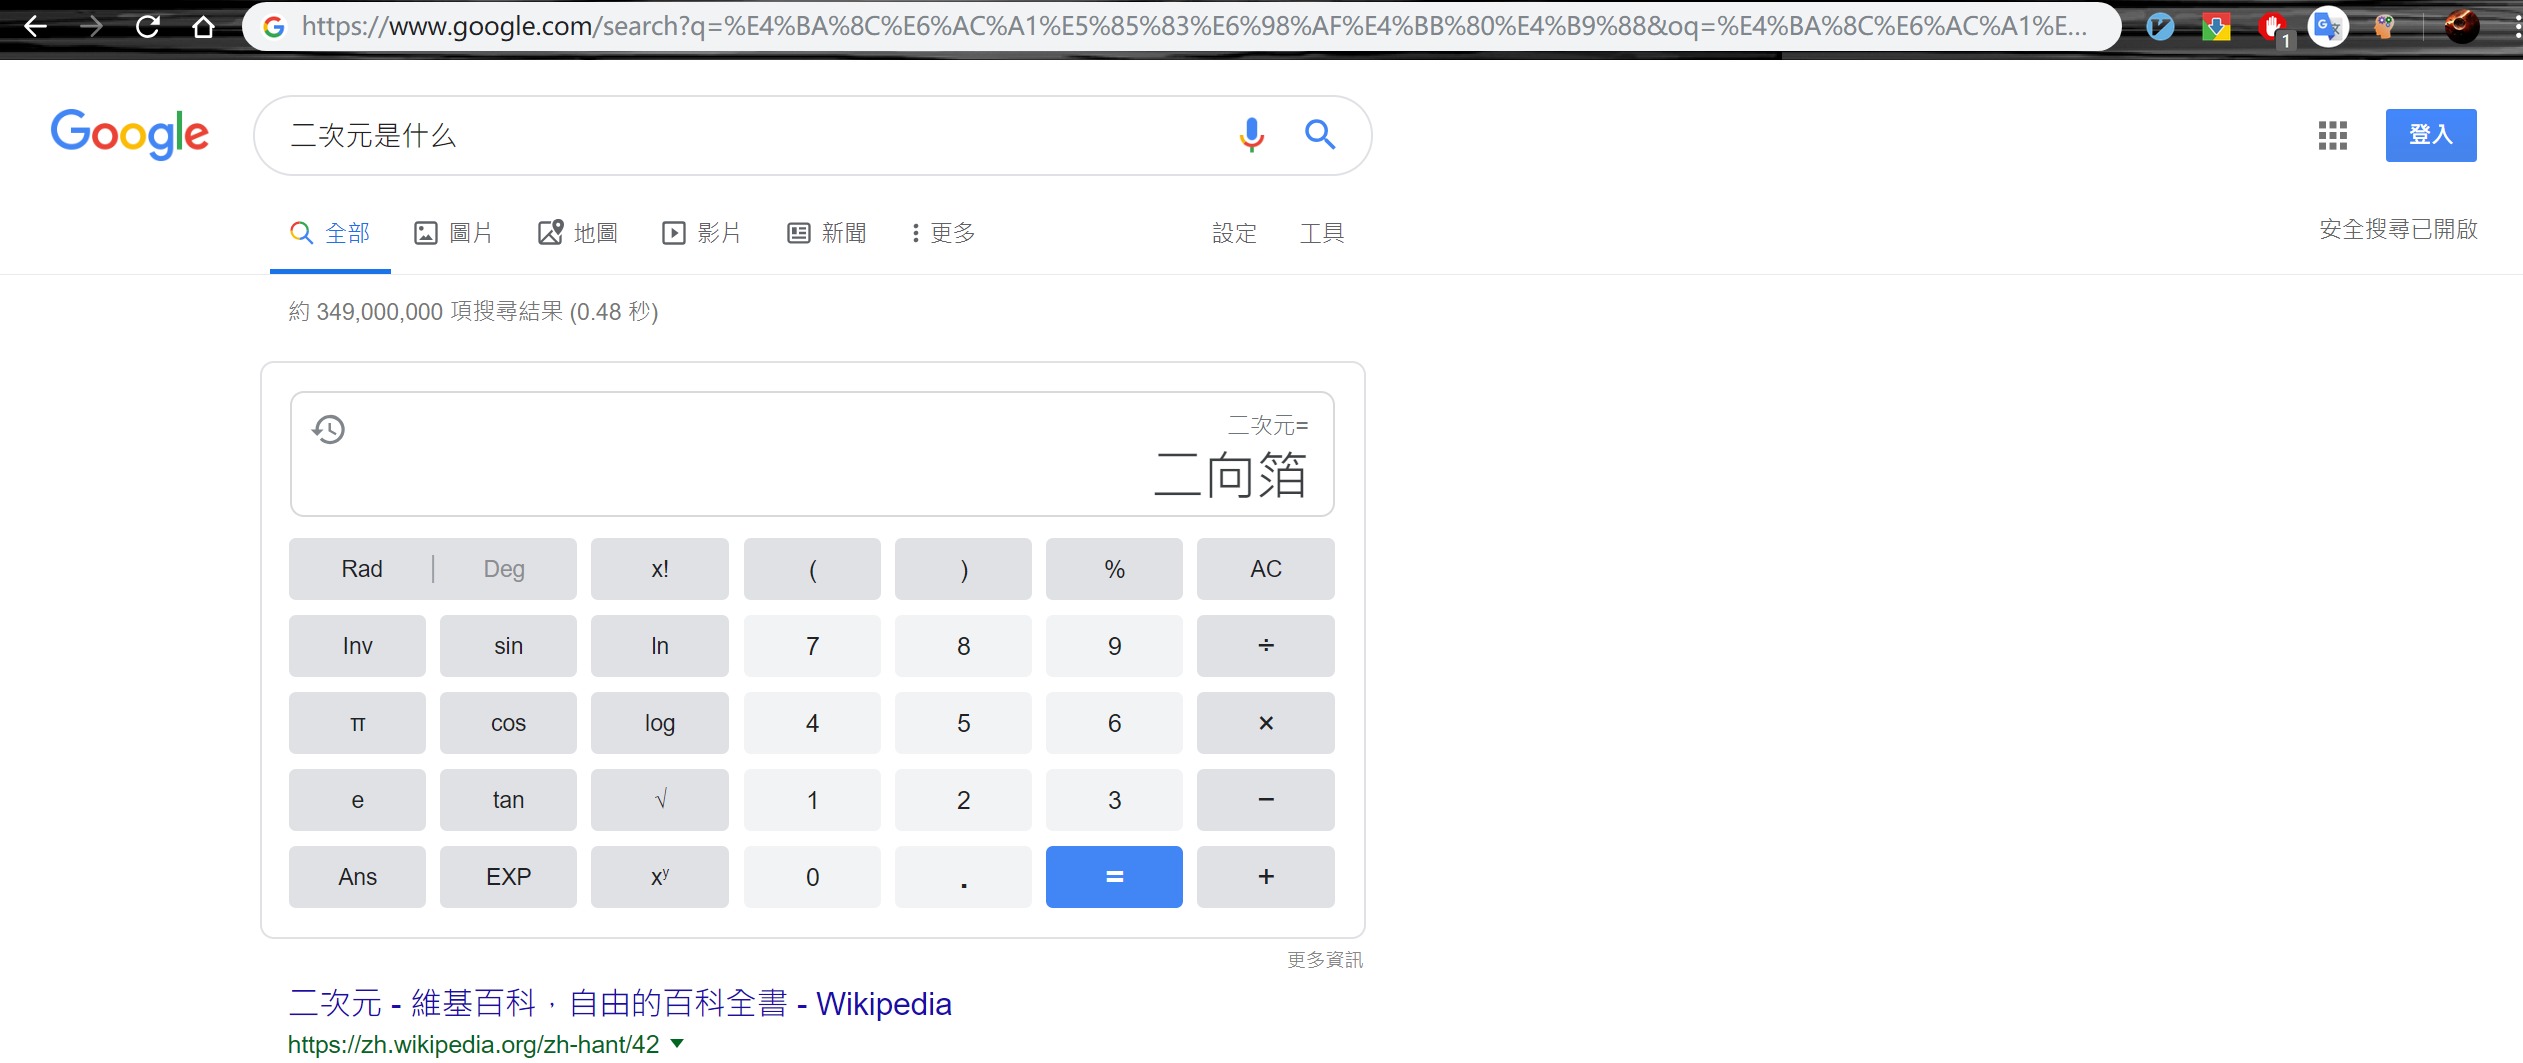 https://www.google.com/search?q=%E4%BA%8C%E6%AC%A1%E5%85%83%E6%98%AF%E4%BB%80%E4%B9%88&oq=%E4%BA%8C%E6%AC%A1%E...
1
Google
二次元是什么
登入
全部 圖片 地圖 影片 新聞 更多 設定 工具
安全搜尋已開啟
約 349,000,000 項搜尋結果 (0.48 秒)
二次元=
二向箔
Rad | Deg x! ( ) % AC
Inv sin ln 7 8 9 ÷
π cos log 4 5 6 ×
e tan √ 1 2 3 −
Ans EXP xʸ 0 . = +
更多資訊
二次元 - 維基百科，自由的百科全書 - Wikipedia
https://zh.wikipedia.org/zh-hant/42